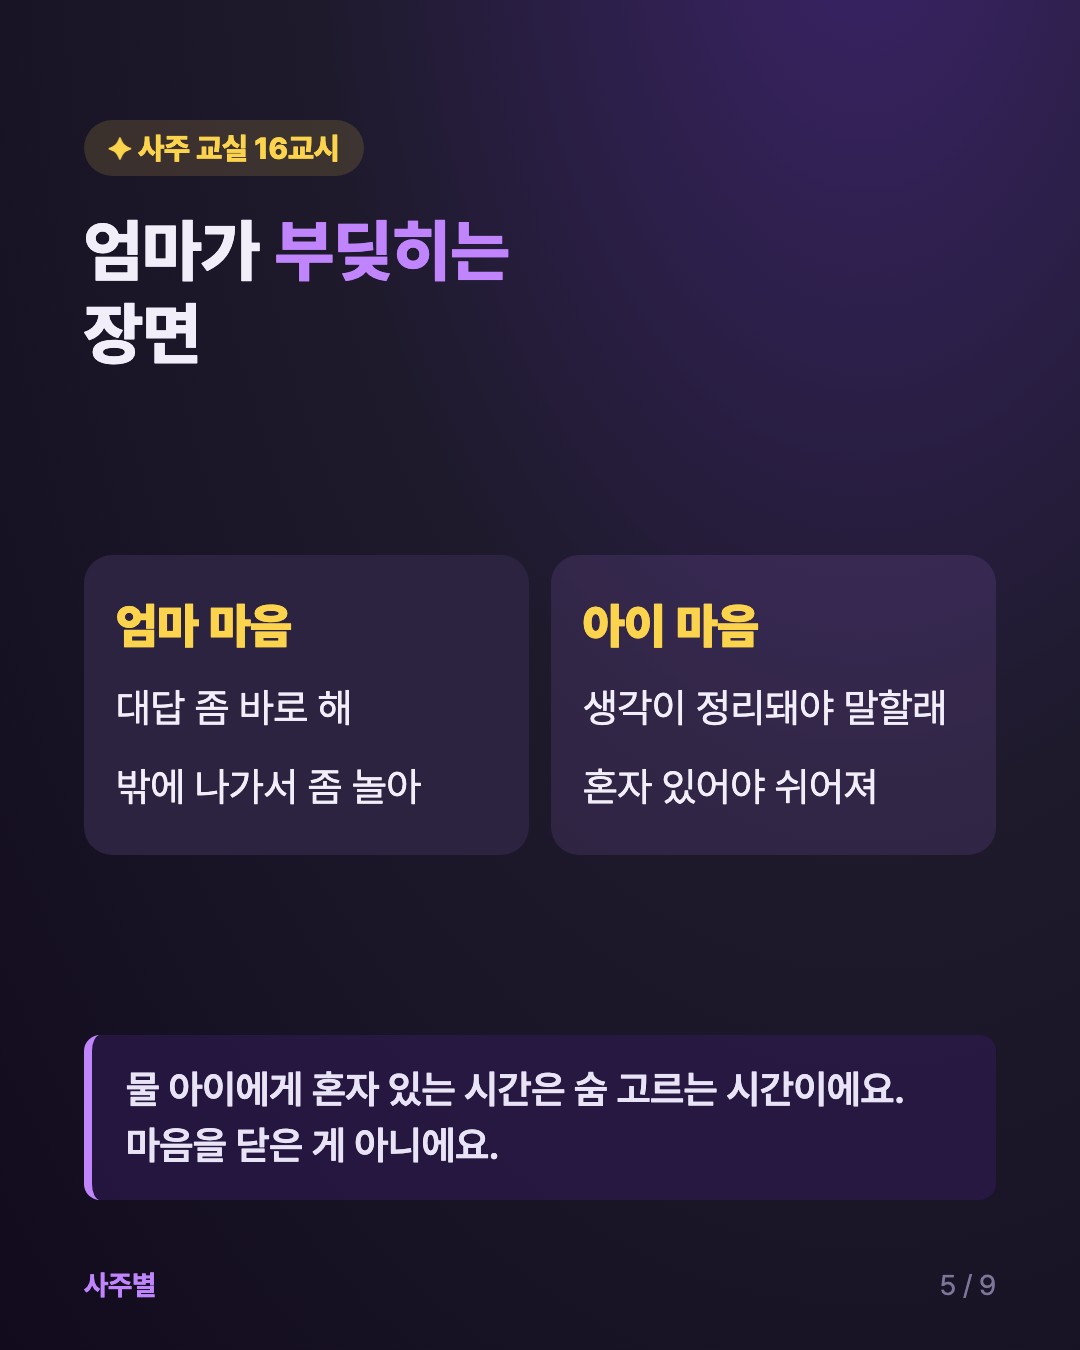 ✦ 사주 교실 16교시
엄마가 부딪히는
장면
엄마 마음
대답 좀 바로 해
밖에 나가서 좀 놀아
아이 마음
생각이 정리돼야 말할래
혼자 있어야 쉬어져
물 아이에게 혼자 있는 시간은 숨 고르는 시간이에요.
마음을 닫은 게 아니에요.
사주별
5 / 9